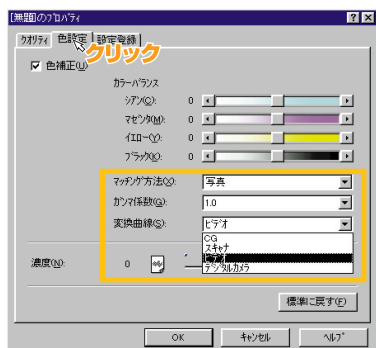 [無題]のプロパティ
クオリティ 色設定 設定登録
クリック
色補正(U)
カラーバランス
シアン(C): 0
マゼンタ(M): 0
イエロー(Y): 0
ブラック(K): 0
マッチング方法(X): 写真
ガンマ係数(G): 1.0
変換曲線(S): ビデオ
CG
スキャナ
ビデオ
デジタルカメラ
濃度(N): 0
標準に戻す(F)
OK キャンセル ヘルプ